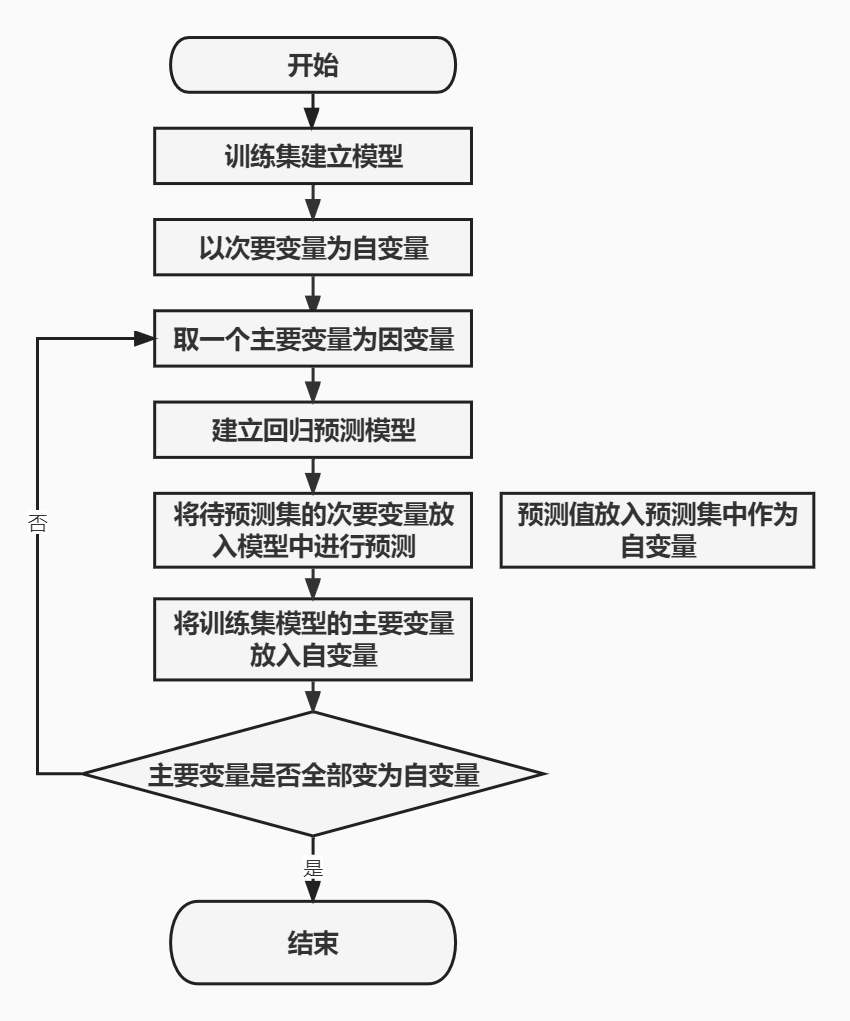 开始
训练集建立模型
以次要变量为自变量
取一个主要变量为因变量
建立回归预测模型
将待预测集的次要变量放
入模型中进行预测
预测值放入预测集中作为
自变量
将训练集模型的主要变量
放入自变量
主要变量是否全部变为自变量
否
是
结束